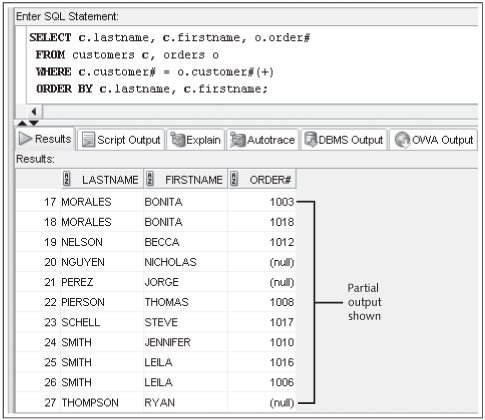 Enter SQL Statement:
SELECT c.lastname, c.firstname, o.order#
FROM customers c, orders o
WHERE c.customer# = o.customer#(+)
ORDER BY c.lastname, c.firstname;
Results Script Output Explain Autotrace DBMS Output OWA Output
Results:
LASTNAME FIRSTNAME ORDER#
17 MORALES BONITA 1003
18 MORALES BONITA 1018
19 NELSON BECCA 1012
20 NGUYEN NICHOLAS (null)
21 PEREZ JORGE (null)
22 PIERSON THOMAS 1008
23 SCHELL STEVE 1017
24 SMITH JENNIFER 1010
25 SMITH LEILA 1016
26 SMITH LEILA 1006
27 THOMPSON RYAN (null)
Partial
output
shown